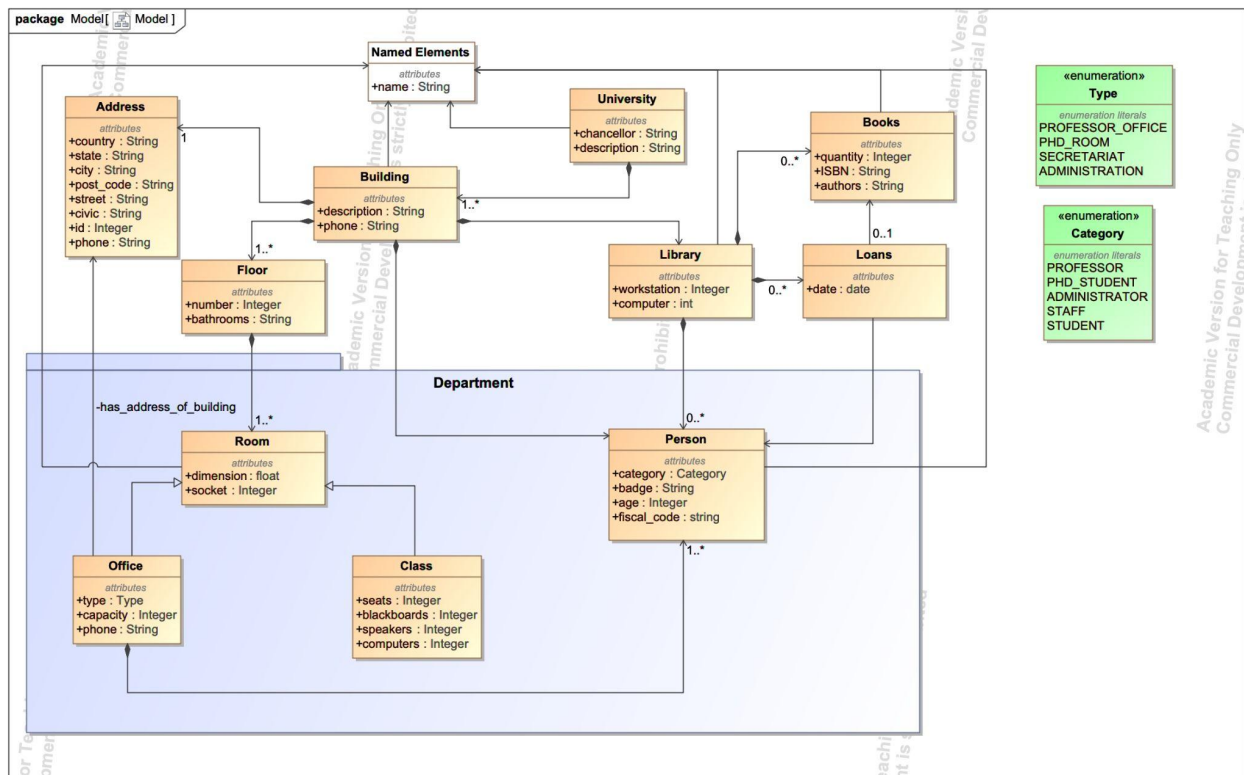 package Model[ Model ]
Named Elements
attributes
+name : String
Address
attributes
+country : String
+state : String
+city : String
+post_code : String
+street : String
+civic : String
+id : Integer
+phone : String
1
University
attributes
+chancellor : String
+description : String
1..*
Building
attributes
+description : String
+phone : String
1..*
Books
attributes
+quantity : Integer
+ISBN : String
+authors : String
0..*
0..1
Floor
attributes
+number : Integer
+bathrooms : String
Library
attributes
+workstation : Integer
+computer : int
0..*
Loans
attributes
+date : date
«enumeration»
Type
enumeration literals
PROFESSOR_OFFICE
PHD_ROOM
SECRETARIAT
ADMINISTRATION
«enumeration»
Category
enumeration literals
PROFESSOR
PHD_STUDENT
ADMINISTRATOR
STAFF
STUDENT
Department
-has_address_of_building
1..*
0..*
Room
attributes
+dimension : float
+socket : Integer
Person
attributes
+category : Category
+badge : String
+age : Integer
+fiscal_code : string
1..*
Office
attributes
+type : Type
+capacity : Integer
+phone : String
Class
attributes
+seats : Integer
+blackboards : Integer
+speakers : Integer
+computers : Integer
Academic Version for Teaching Only
Commercial Development is